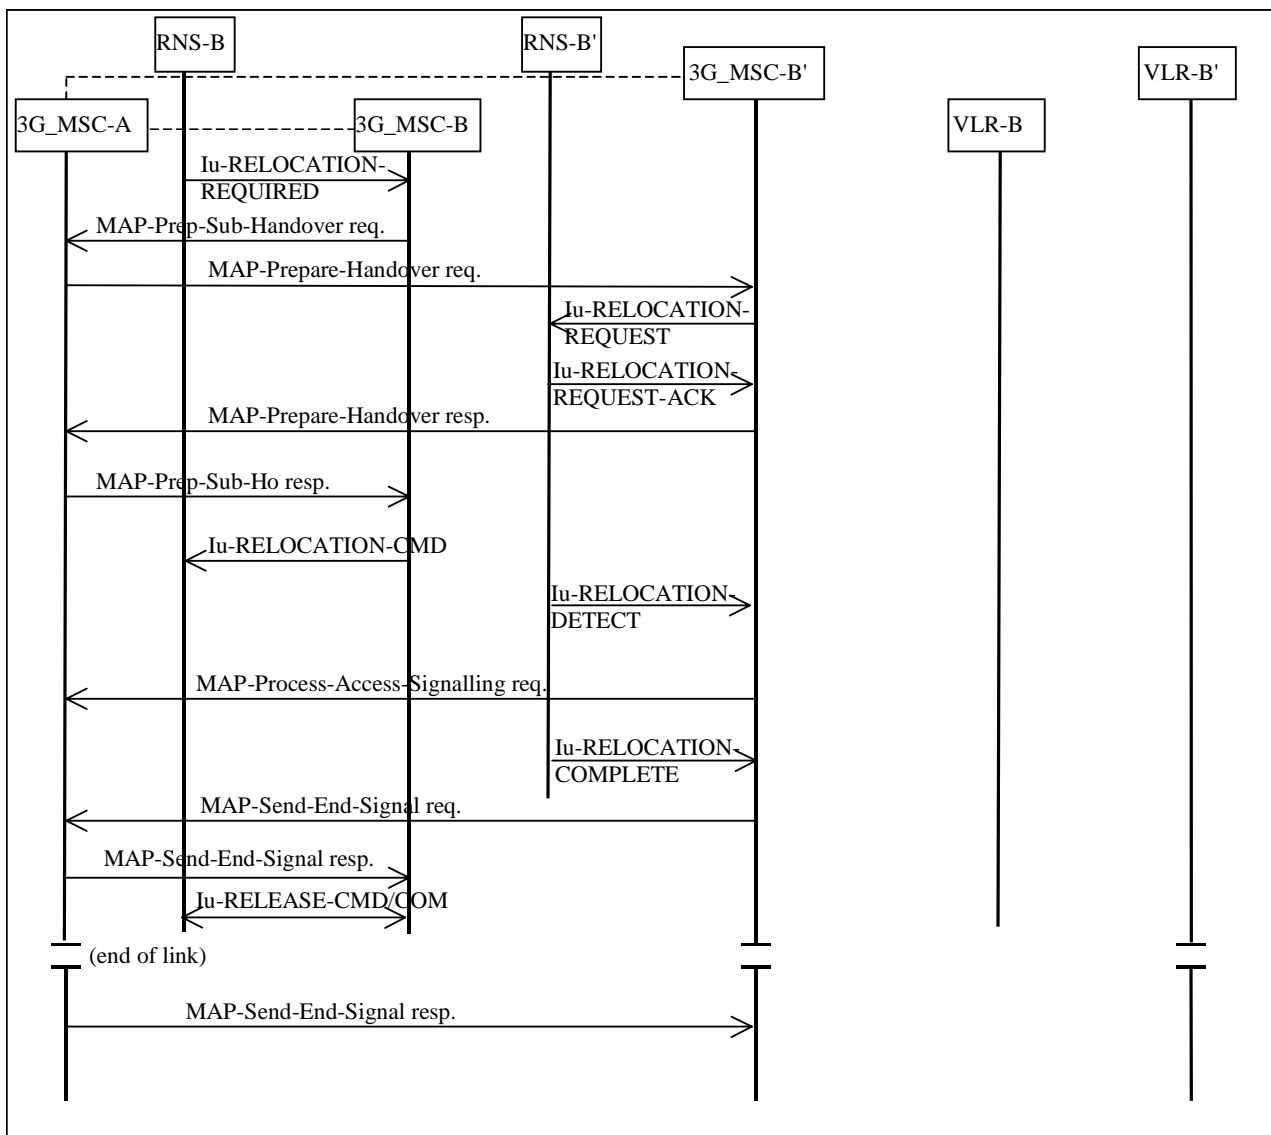 RNS-B
RNS-B'
3G_MSC-B'
VLR-B'
3G_MSC-A
3G_MSC-B
VLR-B
Iu-RELOCATION-
REQUIRED
MAP-Prep-Sub-Handover req.
MAP-Prepare-Handover req.
Iu-RELOCATION-
REQUEST
Iu-RELOCATION-
REQUEST-ACK
MAP-Prepare-Handover resp.
MAP-Prep-Sub-Ho resp.
Iu-RELOCATION-CMD
Iu-RELOCATION-
DETECT
MAP-Process-Access-Signalling req.
Iu-RELOCATION-
COMPLETE
MAP-Send-End-Signal req.
MAP-Send-End-Signal resp.
Iu-RELEASE-CMD/COM
(end of link)
MAP-Send-End-Signal resp.